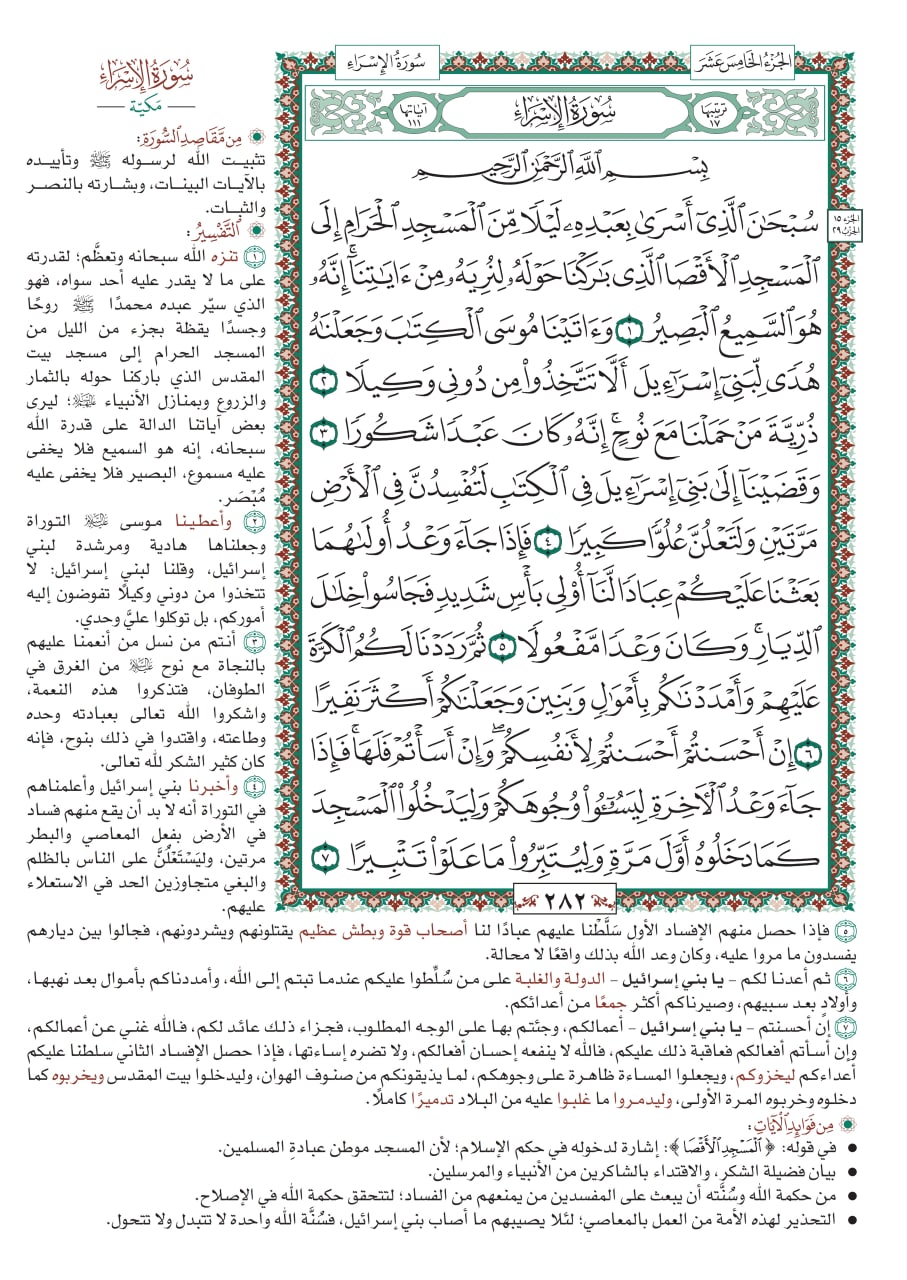 الجُزْءُ الخَامِسَ عَشَرَ
سُورَةُ الإِسْرَاءِ
ترتيبها ١٧
سُورَةُ الإِسْرَاءِ
آياتها ١١١
الجزء ١٥
الحزب ٢٩
بِسْمِ ٱللَّهِ ٱلرَّحْمَٰنِ ٱلرَّحِيمِ
سُبْحَٰنَ ٱلَّذِىٓ أَسْرَىٰ بِعَبْدِهِۦ لَيْلًا مِّنَ ٱلْمَسْجِدِ ٱلْحَرَامِ إِلَى
ٱلْمَسْجِدِ ٱلْأَقْصَا ٱلَّذِى بَٰرَكْنَا حَوْلَهُۥ لِنُرِيَهُۥ مِنْ ءَايَٰتِنَآۚ إِنَّهُۥ
هُوَ ٱلسَّمِيعُ ٱلْبَصِيرُ ١ وَءَاتَيْنَا مُوسَى ٱلْكِتَٰبَ وَجَعَلْنَٰهُ
هُدًى لِّبَنِىٓ إِسْرَٰٓءِيلَ أَلَّا تَتَّخِذُوا۟ مِن دُونِى وَكِيلًا ٢
ذُرِّيَّةَ مَنْ حَمَلْنَا مَعَ نُوحٍۚ إِنَّهُۥ كَانَ عَبْدًا شَكُورًا ٣
وَقَضَيْنَآ إِلَىٰ بَنِىٓ إِسْرَٰٓءِيلَ فِى ٱلْكِتَٰبِ لَتُفْسِدُنَّ فِى ٱلْأَرْضِ
مَرَّتَيْنِ وَلَتَعْلُنَّ عُلُوًّا كَبِيرًا ٤ فَإِذَا جَآءَ وَعْدُ أُولَىٰهُمَا
بَعَثْنَا عَلَيْكُمْ عِبَادًا لَّنَآ أُو۟لِى بَأْسٍ شَدِيدٍ فَجَاسُوا۟ خِلَٰلَ
ٱلدِّيَارِۚ وَكَانَ وَعْدًا مَّفْعُولًا ٥ ثُمَّ رَدَدْنَا لَكُمُ ٱلْكَرَّةَ
عَلَيْهِمْ وَأَمْدَدْنَٰكُم بِأَمْوَٰلٍ وَبَنِينَ وَجَعَلْنَٰكُمْ أَكْثَرَ نَفِيرًا
٦ إِنْ أَحْسَنتُمْ أَحْسَنتُمْ لِأَنفُسِكُمْۖ وَإِنْ أَسَأْتُمْ فَلَهَاۚ فَإِذَا
جَآءَ وَعْدُ ٱلْءَاخِرَةِ لِيَسُۥٓـُٔوا۟ وُجُوهَكُمْ وَلِيَدْخُلُوا۟ ٱلْمَسْجِدَ
كَمَا دَخَلُوهُ أَوَّلَ مَرَّةٍ وَلِيُتَبِّرُوا۟ مَا عَلَوْا۟ تَتْبِيرًا ٧
٢٨٢
سُورَةُ الإِسْرَاءِ
مَكيّة
مِن مَّقَاصِدِ السُّورَةِ:
تثبيت الله لرسوله ﷺ وتأييده
بالآيات البينات، وبشارته بالنصر
والثبات.
التَّفْسِيرُ:
١ تنزه الله سبحانه وتعظَّم؛ لقدرته
على ما لا يقدر عليه أحد سواه، فهو
الذي سيّر عبده محمدًا ﷺ روحًا
وجسدًا يقظة بجزء من الليل من
المسجد الحرام إلى مسجد بيت
المقدس الذي باركنا حوله بالثمار
والزروع وبمنازل الأنبياء عليهم السلام؛ ليرى
بعض آياتنا الدالة على قدرة الله
سبحانه، إنه هو السميع فلا يخفى
عليه مسموع، البصير فلا يخفى عليه
مُبْصَر.
٢ وأعطينا موسى عليه السلام التوراة
وجعلناها هادية ومرشدة لبني
إسرائيل، وقلنا لبني إسرائيل: لا
تتخذوا من دوني وكيلًا تفوضون إليه
أموركم، بل توكلوا عليَّ وحدي.
٣ أنتم من نسل من أنعمنا عليهم
بالنجاة مع نوح عليه السلام من الغرق في
الطوفان، فتذكروا هذه النعمة،
واشكروا الله تعالى بعبادته وحده
وطاعته، واقتدوا في ذلك بنوح، فإنه
كان كثير الشكر لله تعالى.
٤ وأخبرنا بني إسرائيل وأعلمناهم
في التوراة أنه لا بد أن يقع منهم فساد
في الأرض بفعل المعاصي والبطر
مرتين، وليَسْتَعْلُنَّ على الناس بالظلم
والبغي متجاوزين الحد في الاستعلاء
عليهم.
٥ فإذا حصل منهم الإفساد الأول سَلَّطْنا عليهم عبادًا لنا أصحاب قوة وبطش عظيم يقتلونهم ويشردونهم، فجالوا بين ديارهم
يفسدون ما مروا عليه، وكان وعد الله بذلك واقعًا لا محالة.
٦ ثم أعدنا لكم - يا بني إسرائيل - الدولة والغلبة على من سُلِّطوا عليكم عندما تبتم إلى الله، وأمددناكم بأموال بعد نهبها،
وأولادٍ بعد سبيهم، وصيرناكم أكثر جمعًا من أعدائكم.
٧ إن أحسنتم - يا بني إسرائيل - أعمالكم، وجئتم بها على الوجه المطلوب، فجزاء ذلك عائد لكم، فالله غني عن أعمالكم،
وإن أسأتم أفعالكم فعاقبة ذلك عليكم، فالله لا ينفعه إحسان أفعالكم، ولا تضره إساءتها، فإذا حصل الإفساد الثاني سلطنا عليكم
أعداءكم ليخزوكم، ويجعلوا المساءة ظاهرة على وجوهكم، لما يذيقونكم من صنوف الهوان، وليدخلوا بيت المقدس ويخربوه كما
دخلوه وخربوه المرة الأولى، وليدمروا ما غلبوا عليه من البلاد تدميرًا كاملًا.
مِن فَوَائِدِ الْآيَاتِ:
• في قوله: ﴿ٱلْمَسْجِدِ ٱلْأَقْصَا﴾: إشارة لدخوله في حكم الإسلام؛ لأن المسجد موطن عبادةِ المسلمين.
• بيان فضيلة الشكر، والاقتداء بالشاكرين من الأنبياء والمرسلين.
• من حكمة الله وسُنَّته أن يبعث على المفسدين من يمنعهم من الفساد؛ لتتحقق حكمة الله في الإصلاح.
• التحذير لهذه الأمة من العمل بالمعاصي؛ لئلا يصيبهم ما أصاب بني إسرائيل، فسُنَّة الله واحدة لا تتبدل ولا تتحول.